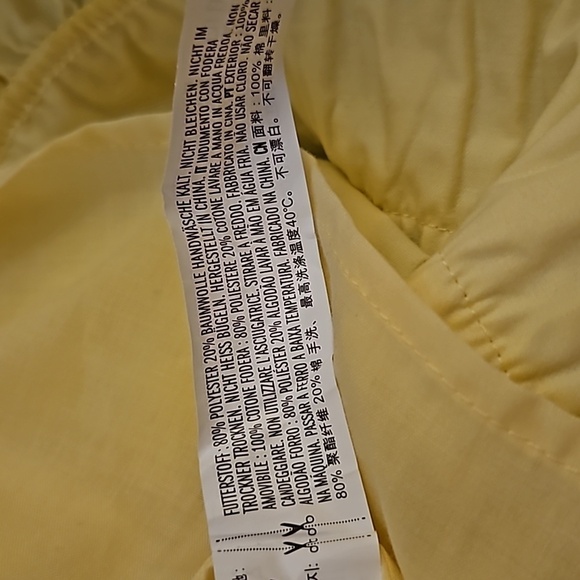 FUTTERSTOFF: 80% POLYESTER 20% BAUMWOLLE HANDWÄSCHE KALT. NICHT BLEICHEN. NICHT IM
TROCKNER TROCKNEN. NICHT HEISS BÜGELN. HERGESTELLT IN CHINA. IT INDUMENTO CON FODERA
AMOVIBILE: 100% COTONE FODERA: 80% POLIESTERE 20% COTONE LAVARE A MANO IN ACQUA FREDDA. NON
CANDEGGIARE. NON UTILIZZARE L'ASCIUGATRICE. STIRARE A FREDDO. FABBRICATO IN CINA. PT EXTERIOR: 100%
ALGODÃO FORRO: 80% POLIÉSTER 20% ALGODÃO LAVAR À MÃO EM ÁGUA FRIA. NÃO USAR CLORO. NÃO SECAR
NA MÁQUINA. PASSAR A FERRO A BAIXA TEMPERATURA. FABRICADO NA CHINA. CN 面料:100% 棉 里料:
80% 聚酯纤维 20% 棉 手洗、 最高洗涤温度40℃。 不可漂白。 不可翻转干燥。